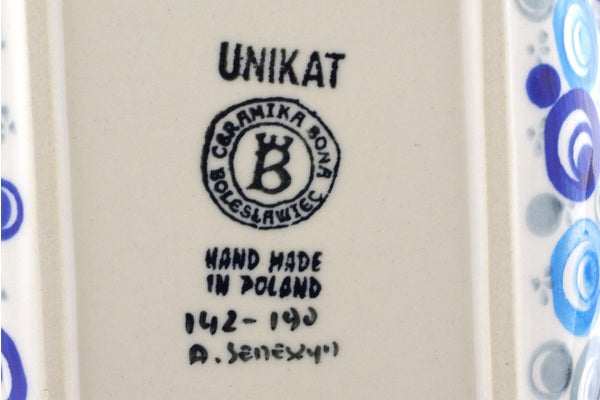 UNIKAT
CERAMIKA BONA
B
BOLESŁAWIEC
HAND MADE
IN POLAND
142-190
A.